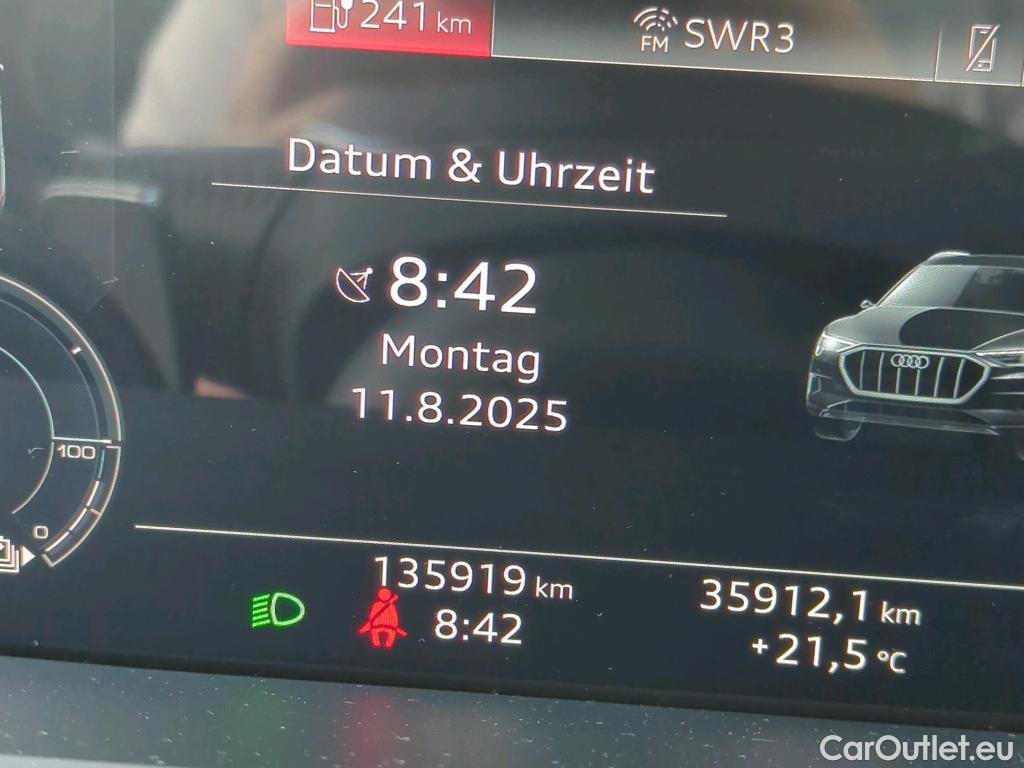 241 km
FM SWR3
Datum & Uhrzeit
8:42
Montag
11.8.2025
100
0
135919 km
35912,1 km
8:42
+21,5 °C
CarOutlet.eu